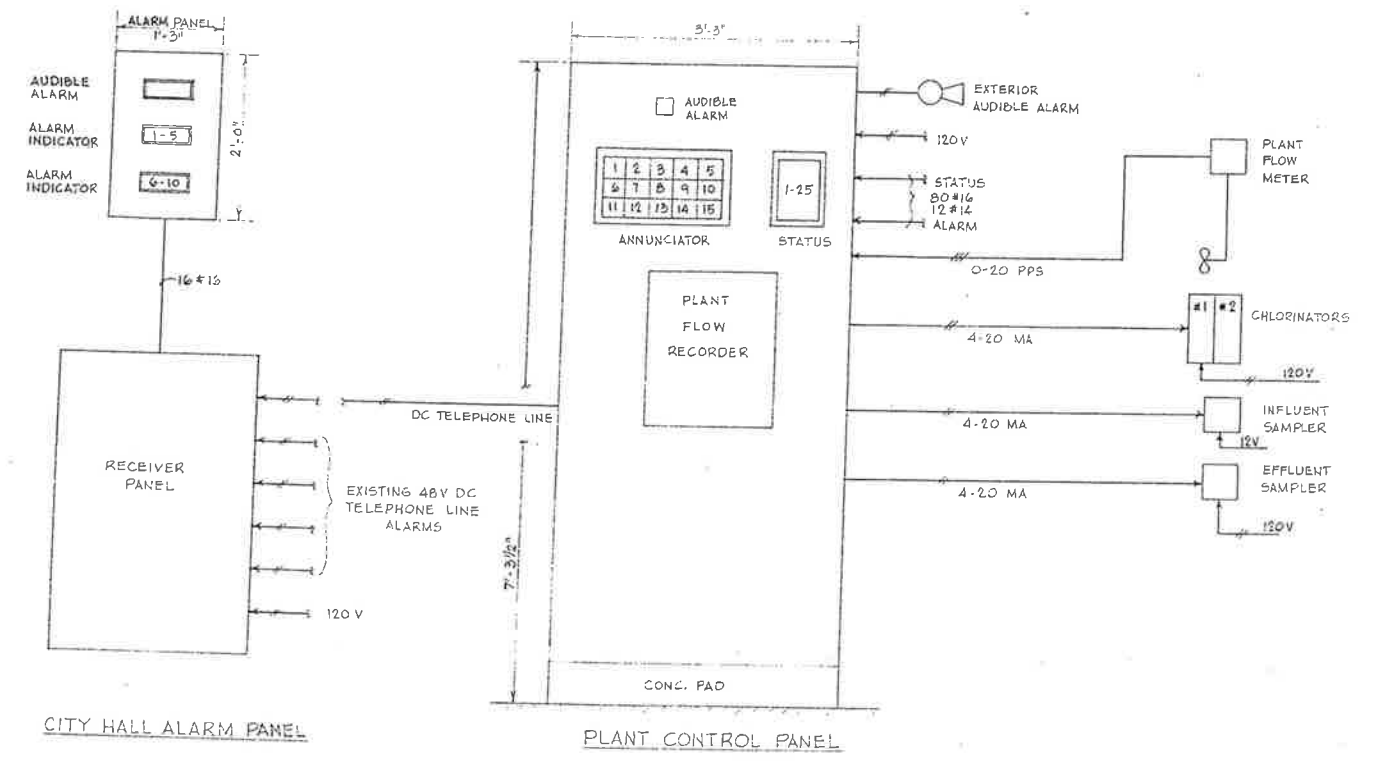 ALARM PANEL
1'-3"
AUDIBLE
ALARM
ALARM
INDICATOR
1-5
ALARM
INDICATOR
6-10
2'-0"
RECEIVER
PANEL
EXISTING 48V DC
TELEPHONE LINE
ALARMS
120 V
CITY HALL ALARM PANEL
DC TELEPHONE LINE
7'-3 1/2"
3'-3"
AUDIBLE
ALARM
1 2 3 4 5
6 7 8 9 10
11 12 13 14 15
ANNUNCIATOR
1-25
STATUS
PLANT
FLOW
RECORDER
CONC. PAD
PLANT CONTROL PANEL
EXTERIOR
AUDIBLE ALARM
120V
STATUS
80 #16
12 #14
ALARM
0-20 PPS
PLANT
FLOW
METER
4-20 MA
#1 #2
CHLORINATORS
120V
4-20 MA
INFLUENT
SAMPLER
12V
4-20 MA
EFFLUENT
SAMPLER
120V